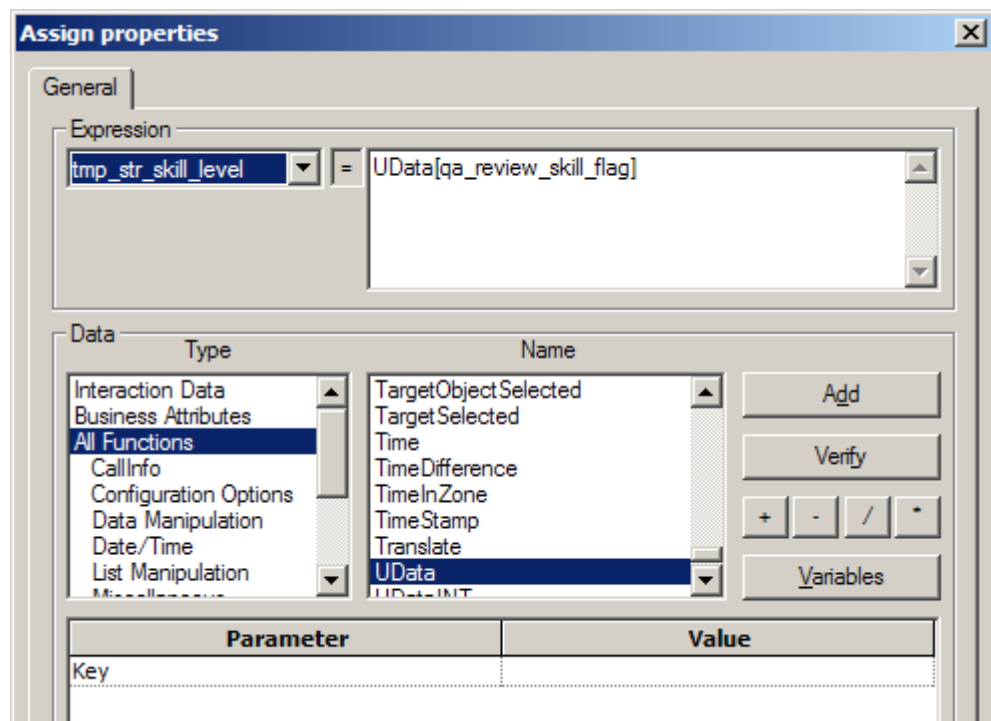 Assign properties
General
Expression
tmp_str_skill_level = UData[qa_review_skill_flag]
Data
Type Name
Interaction Data
Business Attributes
All Functions
CallInfo
Configuration Options
Data Manipulation
Date/Time
List Manipulation
Miscellaneous
TargetObjectSelected
TargetSelected
Time
TimeDifference
TimeInZone
TimeStamp
Translate
UData
UDataINT
Add
Verify
+ - / *
Variables
Parameter Value
Key